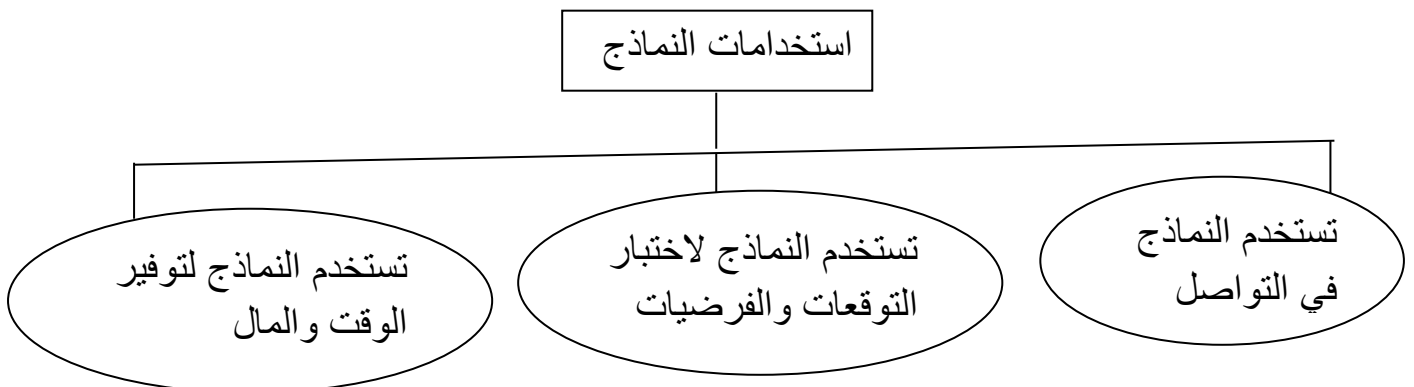 استخدامات النماذج
تستخدم النماذج
في التواصل
تستخدم النماذج لاختبار
التوقعات والفرضيات
تستخدم النماذج لتوفير
الوقت والمال